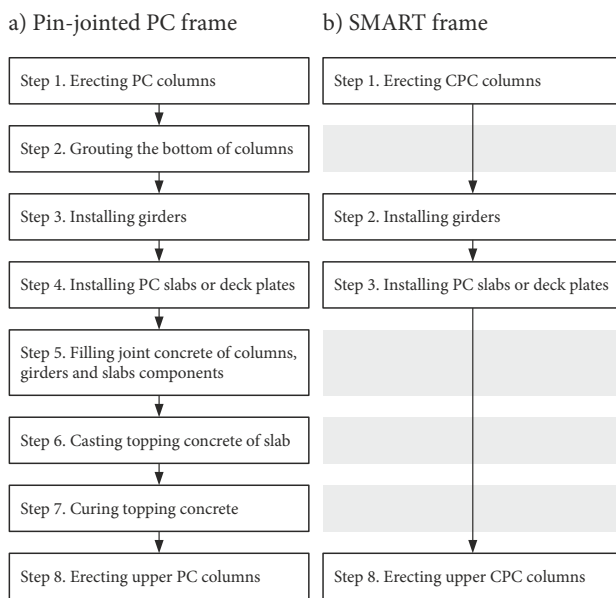 a) Pin-jointed PC frame
Step 1. Erecting PC columns
Step 2. Grouting the bottom of columns
Step 3. Installing girders
Step 4. Installing PC slabs or deck plates
Step 5. Filling joint concrete of columns,
girders and slabs components
Step 6. Casting topping concrete of slab
Step 7. Curing topping concrete
Step 8. Erecting upper PC columns
b) SMART frame
Step 1. Erecting CPC columns
Step 2. Installing girders
Step 3. Installing PC slabs or deck plates
Step 8. Erecting upper CPC columns